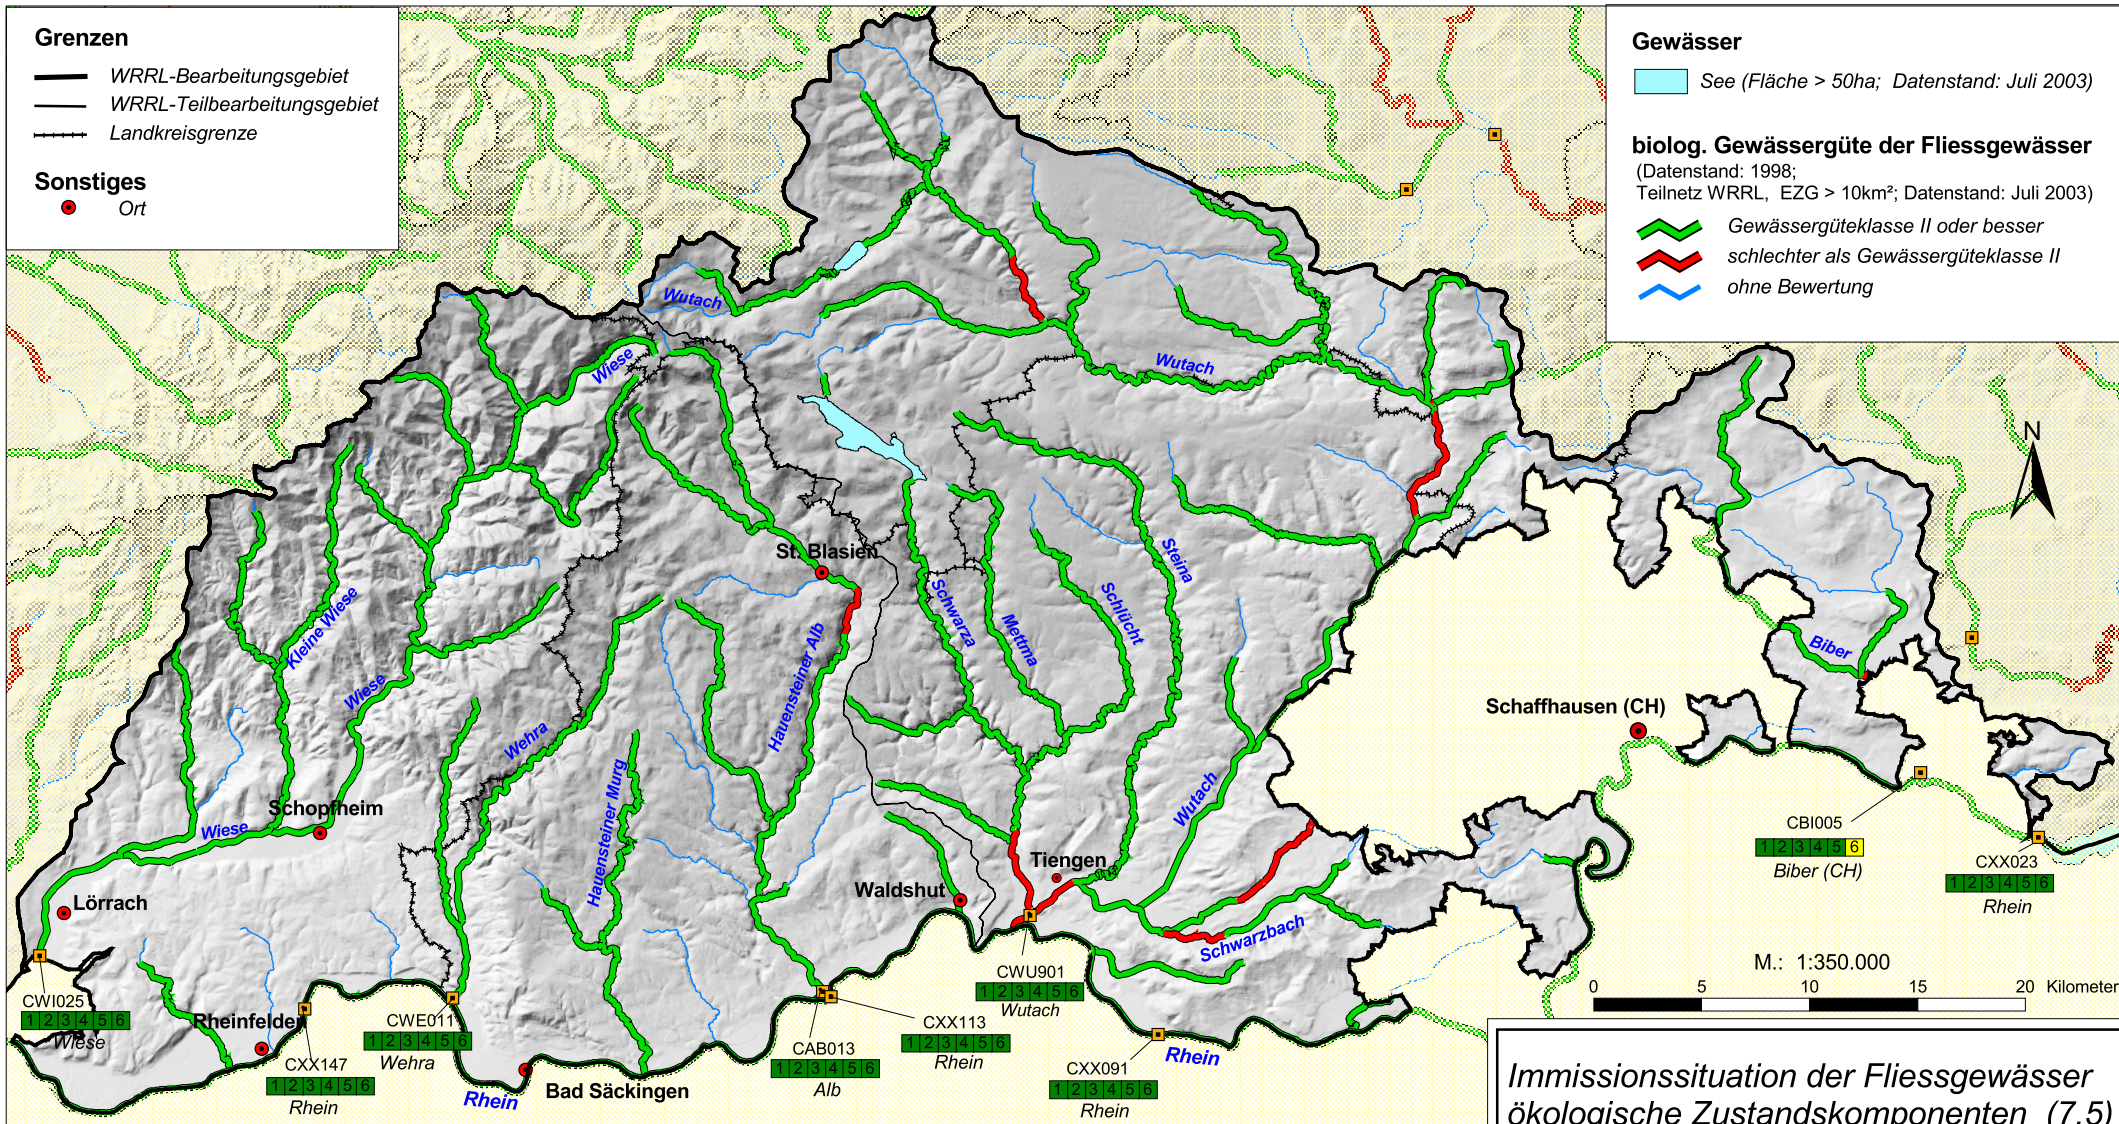 Grenzen
WRRL-Bearbeitungsgebiet
WRRL-Teilbearbeitungsgebiet
Landkreisgrenze
Sonstiges
Ort
Gewässer
See (Fläche > 50ha; Datenstand: Juli 2003)
biolog. Gewässergüte der Fliessgewässer
(Datenstand: 1998;
Teilnetz WRRL, EZG > 10km²; Datenstand: Juli 2003)
Gewässergüteklasse II oder besser
schlechter als Gewässergüteklasse II
ohne Bewertung
N
Wutach
Wiese
Wutach
St. Blasien
Steina
Schwarza
Mettma
Schlücht
Kleine Wiese
Wiese
Hauensteiner Alb
Biber
Schaffhausen (CH)
Wehra
Hauensteiner Murg
Wutach
Schopfheim
Wiese
Tiengen
Waldshut
Lörrach
Schwarzbach
CBI005
1 2 3 4 5 6
Biber (CH)
CXX023
1 2 3 4 5 6
Rhein
M.: 1:350.000
0 5 10 15 20 Kilometer
CWI025
1 2 3 4 5 6
Wiese
Rheinfelden
CXX147
1 2 3 4 5 6
Rhein
CWE011
1 2 3 4 5 6
Wehra
Rhein
Bad Säckingen
CAB013
1 2 3 4 5 6
Alb
CXX113
1 2 3 4 5 6
Rhein
CWU901
1 2 3 4 5 6
Wutach
CXX091
1 2 3 4 5 6
Rhein
Rhein
Immissionssituation der Fliessgewässer
ökologische Zustandskomponenten (7.5)